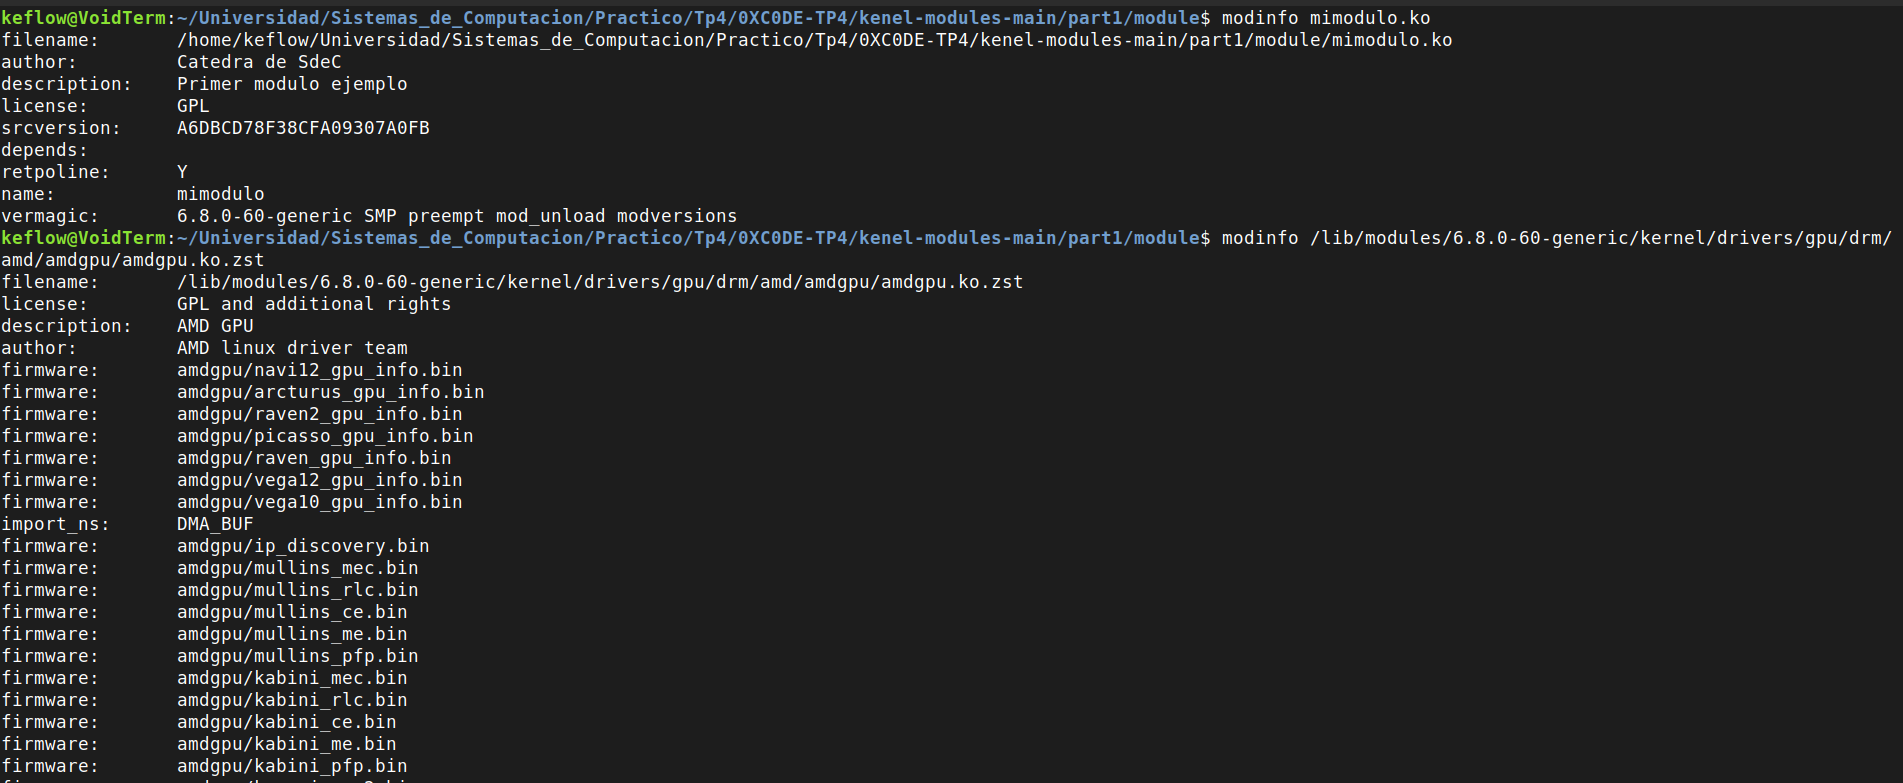 keflow@VoidTerm:~/Universidad/Sistemas_de_Computacion/Practico/Tp4/0XC0DE-TP4/kenel-modules-main/part1/module$ modinfo mimodulo.ko
filename:       /home/keflow/Universidad/Sistemas_de_Computacion/Practico/Tp4/0XC0DE-TP4/kenel-modules-main/part1/module/mimodulo.ko
author:         Catedra de SdeC
description:    Primer modulo ejemplo
license:        GPL
srcversion:     A6DBCD78F38CFA09307A0FB
depends:
retpoline:      Y
name:           mimodulo
vermagic:       6.8.0-60-generic SMP preempt mod_unload modversions
keflow@VoidTerm:~/Universidad/Sistemas_de_Computacion/Practico/Tp4/0XC0DE-TP4/kenel-modules-main/part1/module$ modinfo /lib/modules/6.8.0-60-generic/kernel/drivers/gpu/drm/
amd/amdgpu/amdgpu.ko.zst
filename:       /lib/modules/6.8.0-60-generic/kernel/drivers/gpu/drm/amd/amdgpu/amdgpu.ko.zst
license:        GPL and additional rights
description:    AMD GPU
author:         AMD linux driver team
firmware:       amdgpu/navi12_gpu_info.bin
firmware:       amdgpu/arcturus_gpu_info.bin
firmware:       amdgpu/raven2_gpu_info.bin
firmware:       amdgpu/picasso_gpu_info.bin
firmware:       amdgpu/raven_gpu_info.bin
firmware:       amdgpu/vega12_gpu_info.bin
firmware:       amdgpu/vega10_gpu_info.bin
import_ns:      DMA_BUF
firmware:       amdgpu/ip_discovery.bin
firmware:       amdgpu/mullins_mec.bin
firmware:       amdgpu/mullins_rlc.bin
firmware:       amdgpu/mullins_ce.bin
firmware:       amdgpu/mullins_me.bin
firmware:       amdgpu/mullins_pfp.bin
firmware:       amdgpu/kabini_mec.bin
firmware:       amdgpu/kabini_rlc.bin
firmware:       amdgpu/kabini_ce.bin
firmware:       amdgpu/kabini_me.bin
firmware:       amdgpu/kabini_pfp.bin